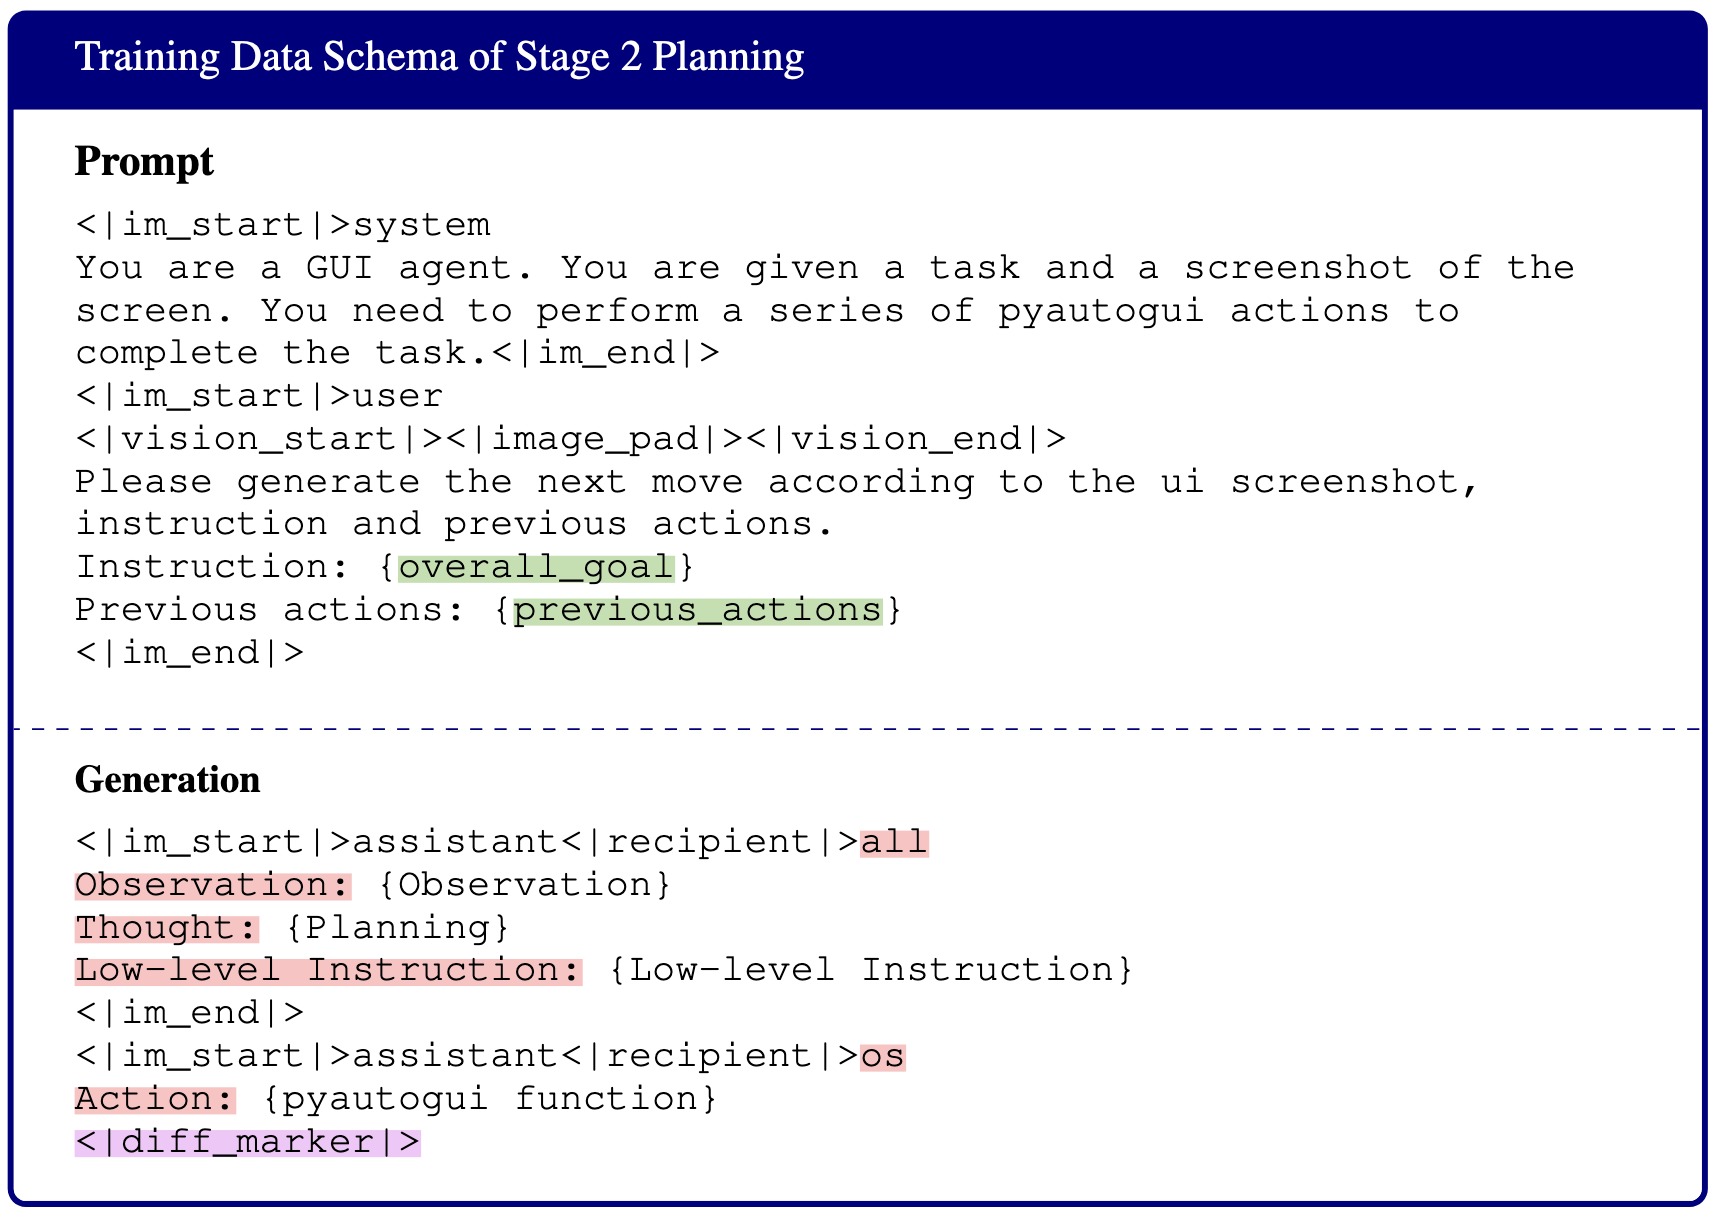 Training Data Schema of Stage 2 Planning
Prompt
<|im_start|>system
You are a GUI agent. You are given a task and a screenshot of the
screen. You need to perform a series of pyautogui actions to
complete the task.<|im_end|>
<|im_start|>user
<|vision_start|><|image_pad|><|vision_end|>
Please generate the next move according to the ui screenshot,
instruction and previous actions.
Instruction: {overall_goal}
Previous actions: {previous_actions}
<|im_end|>
Generation
<|im_start|>assistant<|recipient|>all
Observation: {Observation}
Thought: {Planning}
Low-level Instruction: {Low-level Instruction}
<|im_end|>
<|im_start|>assistant<|recipient|>os
Action: {pyautogui function}
<|diff_marker|>